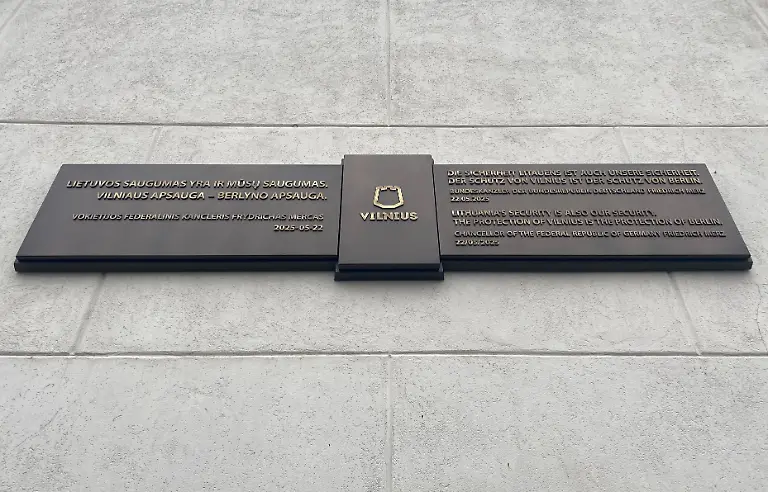 LIETUVOS SAUGUMAS YRA IR MŪSŲ SAUGUMAS.
VILNIAUS APSAUGA – BERLYNO APSAUGA.
VOKIETIJOS FEDERALINIS KANCLERIS FRYDRICHAS MERCAS
2025-05-22
VILNIUS
DIE SICHERHEIT LITAUENS IST AUCH UNSERE SICHERHEIT.
DER SCHUTZ VON VILNIUS IST DER SCHUTZ VON BERLIN.
BUNDESKANZLER DER BUNDESREPUBLIK DEUTSCHLAND FRIEDRICH MERZ
22.05.2025
LITHUANIA'S SECURITY IS ALSO OUR SECURITY.
THE PROTECTION OF VILNIUS IS THE PROTECTION OF BERLIN.
CHANCELLOR OF THE FEDERAL REPUBLIC OF GERMANY FRIEDRICH MERZ
22/05/2025